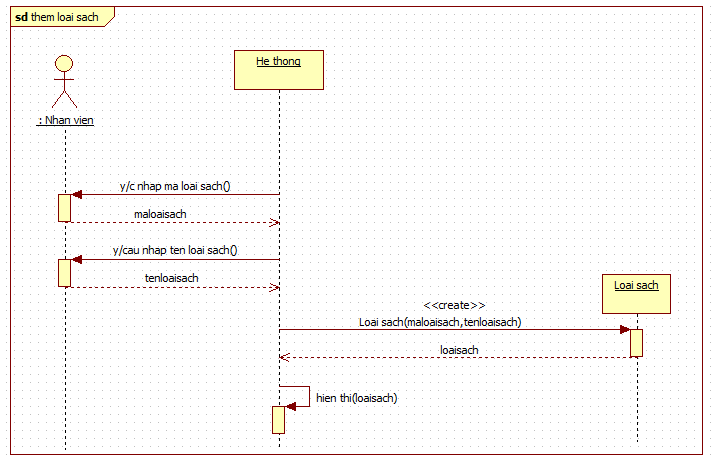 sd them loai sach
He thong
: Nhan vien
y/c nhap ma loai sach()
maloaisach
y/cau nhap ten loai sach()
tenloaisach
Loai sach
<<create>>
Loai sach(maloaisach,tenloaisach)
loaisach
hien thi(loaisach)